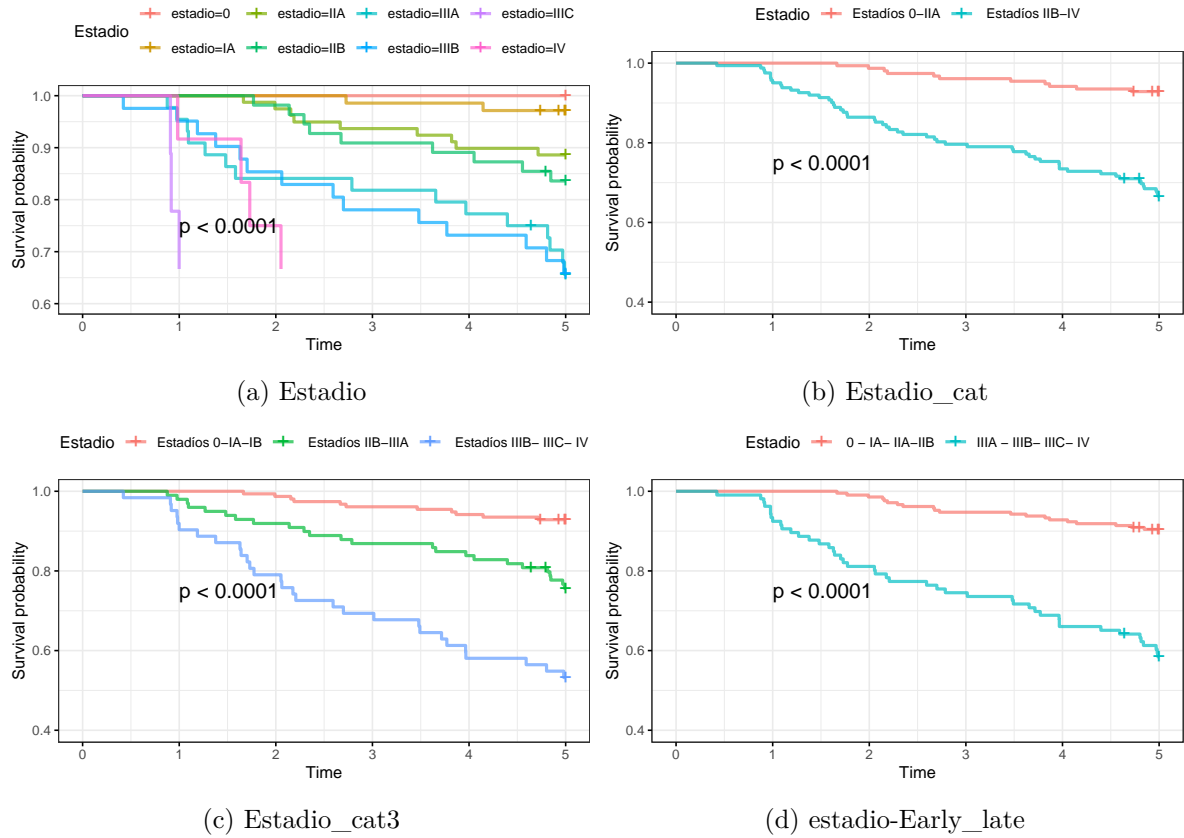 Estadio
estadio=0 estadio=IIA estadio=IIIA estadio=IIIC
estadio=IA estadio=IIB estadio=IIIB estadio=IV
Survival probability
1.0
0.9
0.8
0.7
0.6
p < 0.0001
0 1 2 3 4 5
Time
(a) Estadio
Estadio Estadíos 0−IIA Estadíos IIB−IV
Survival probability
1.0
0.8
0.6
0.4
p < 0.0001
0 1 2 3 4 5
Time
(b) Estadio_cat
Estadio Estadíos 0−IA−IB Estadíos IIB−IIIA Estadíos IIIB− IIIC− IV
Survival probability
1.0
0.8
0.6
0.4
p < 0.0001
0 1 2 3 4 5
Time
(c) Estadio_cat3
Estadio 0 − IA− IIA−IIB IIIA − IIIB− IIIC− IV
Survival probability
1.0
0.8
0.6
0.4
p < 0.0001
0 1 2 3 4 5
Time
(d) estadio-Early_late